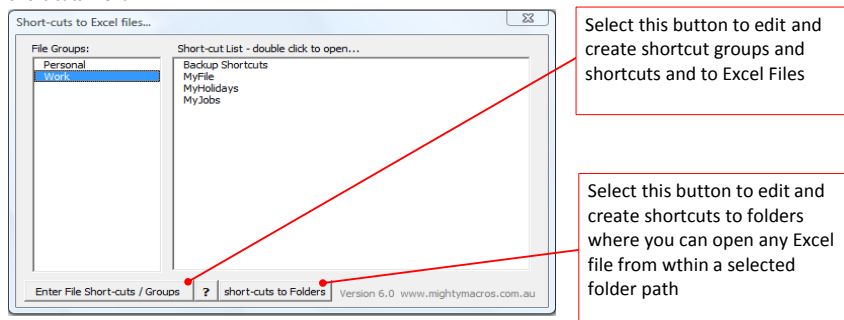 Short-cuts to Excel files...
File Groups:
Short-cut List - double click to open...
Personal
Work
Backup Shortcuts
MyFile
MyHolidays
MyJobs
Enter File Short-cuts / Groups
?
short-cuts to Folders
Version 6.0 www.mightymacros.com.au
Select this button to edit and
create shortcut groups and
shortcuts and to Excel Files
Select this button to edit and
create shortcuts to folders
where you can open any Excel
file from wthin a selected
folder path